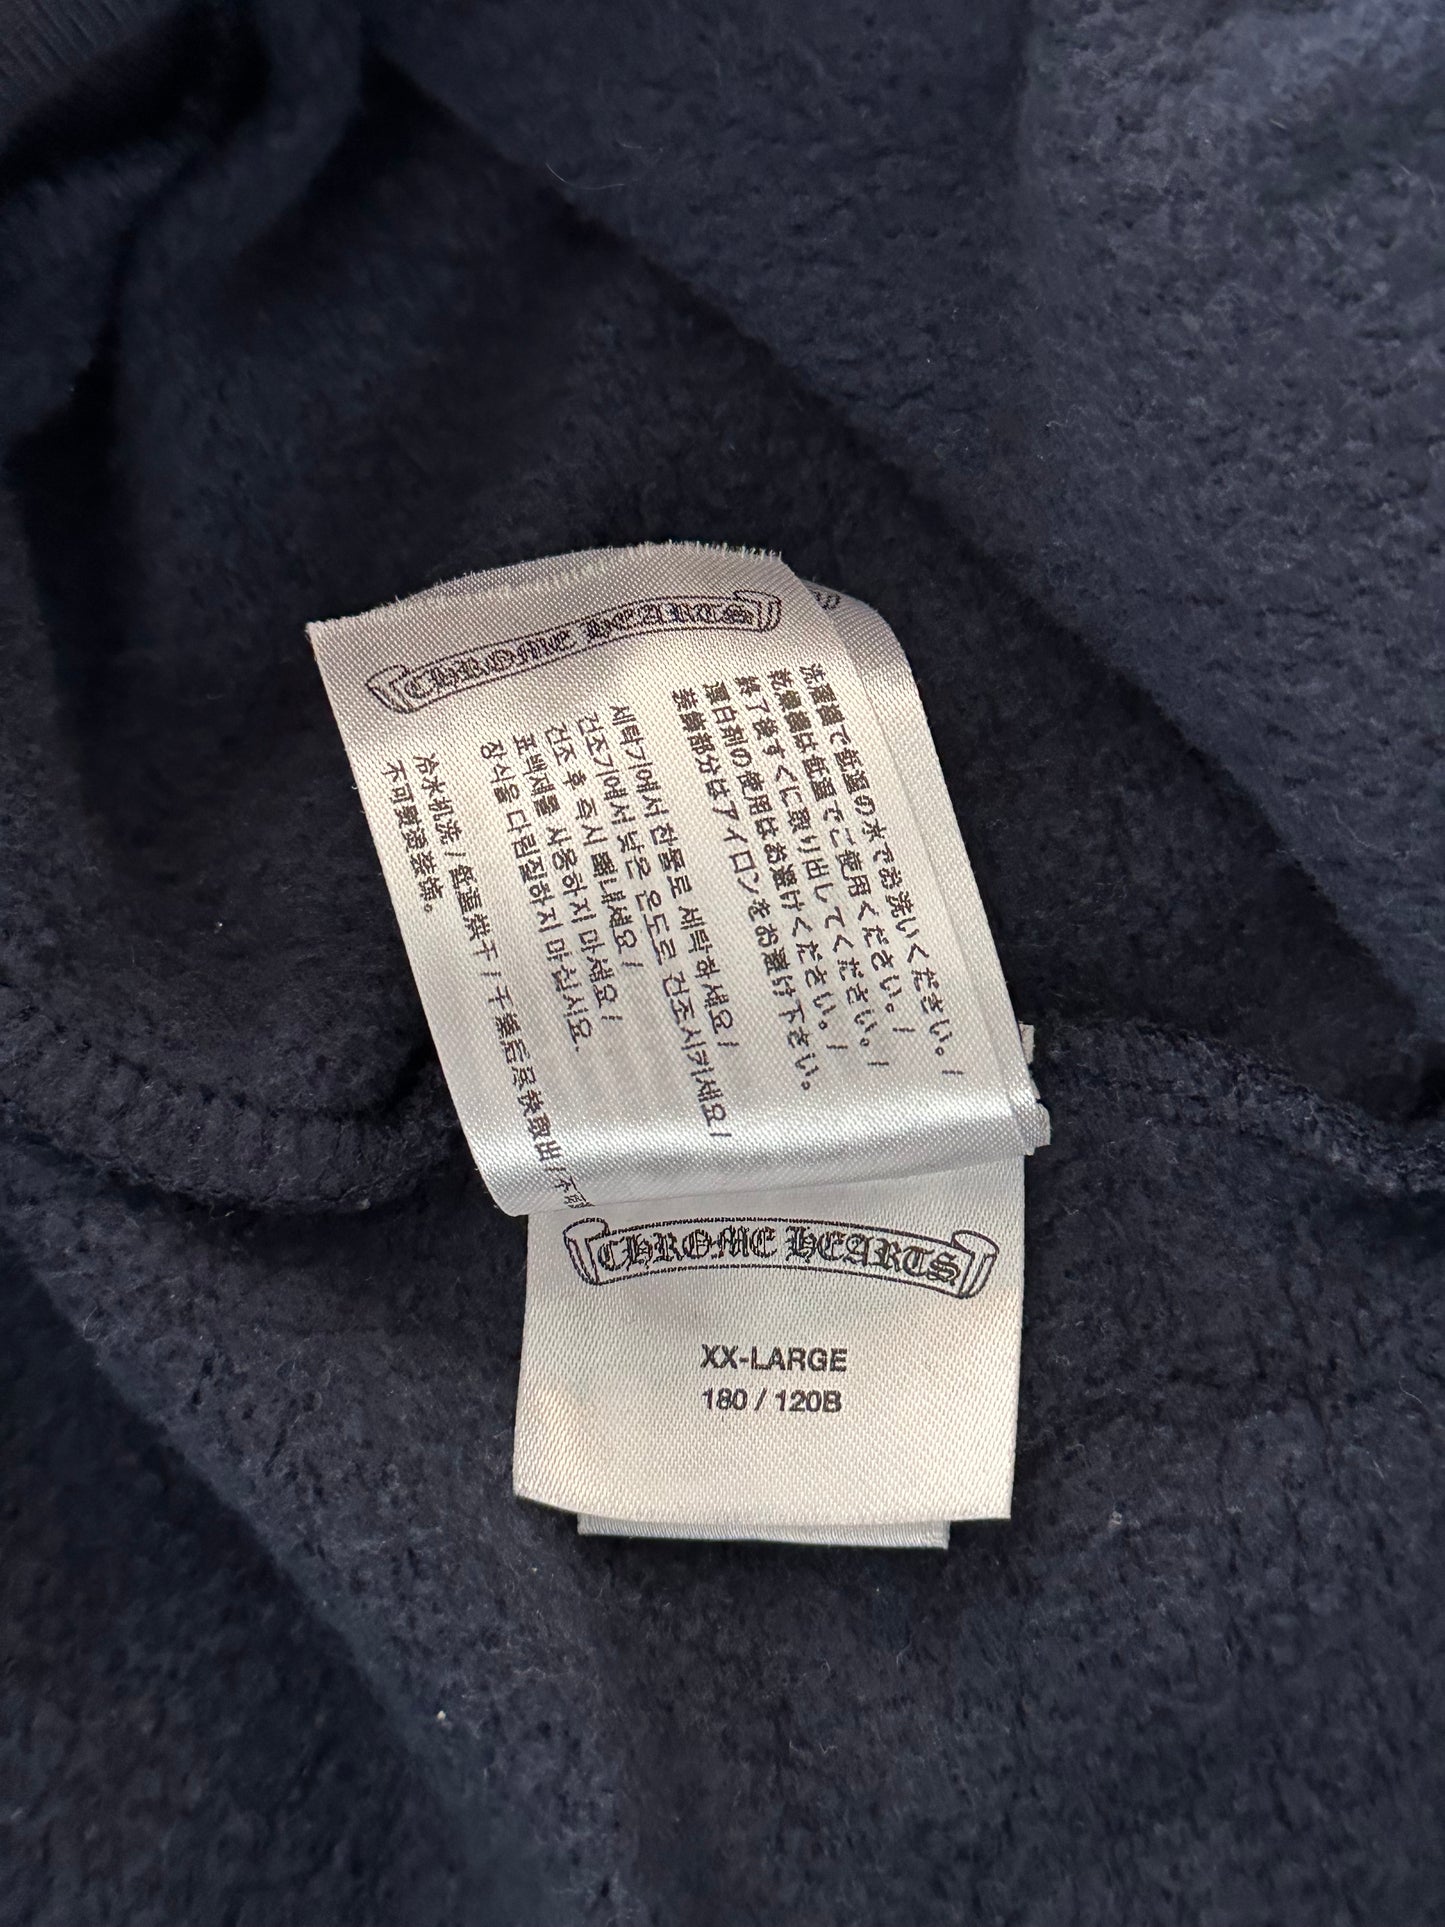 CHROME HEARTS
洗濯機で低温の水でお洗いください。/
乾燥機は低温でご使用ください。/
終了後すぐに取り出してください。/
漂白剤の使用はお避けください。/
装飾部分はアイロンをお避け下さい。
세탁기에서 찬물로 세탁하세요 /
건조기에서 낮은 온도로 건조시키세요 /
건조 후 즉시 빼내세요 /
표백제를 사용하지 마세요 /
장식을 다림질하지 마십시오.
冷水机洗 / 低温烘干 / 干燥后尽快取出 / 不
不可熨烫装饰。
CHROME HEARTS
XX-LARGE
180 / 120B